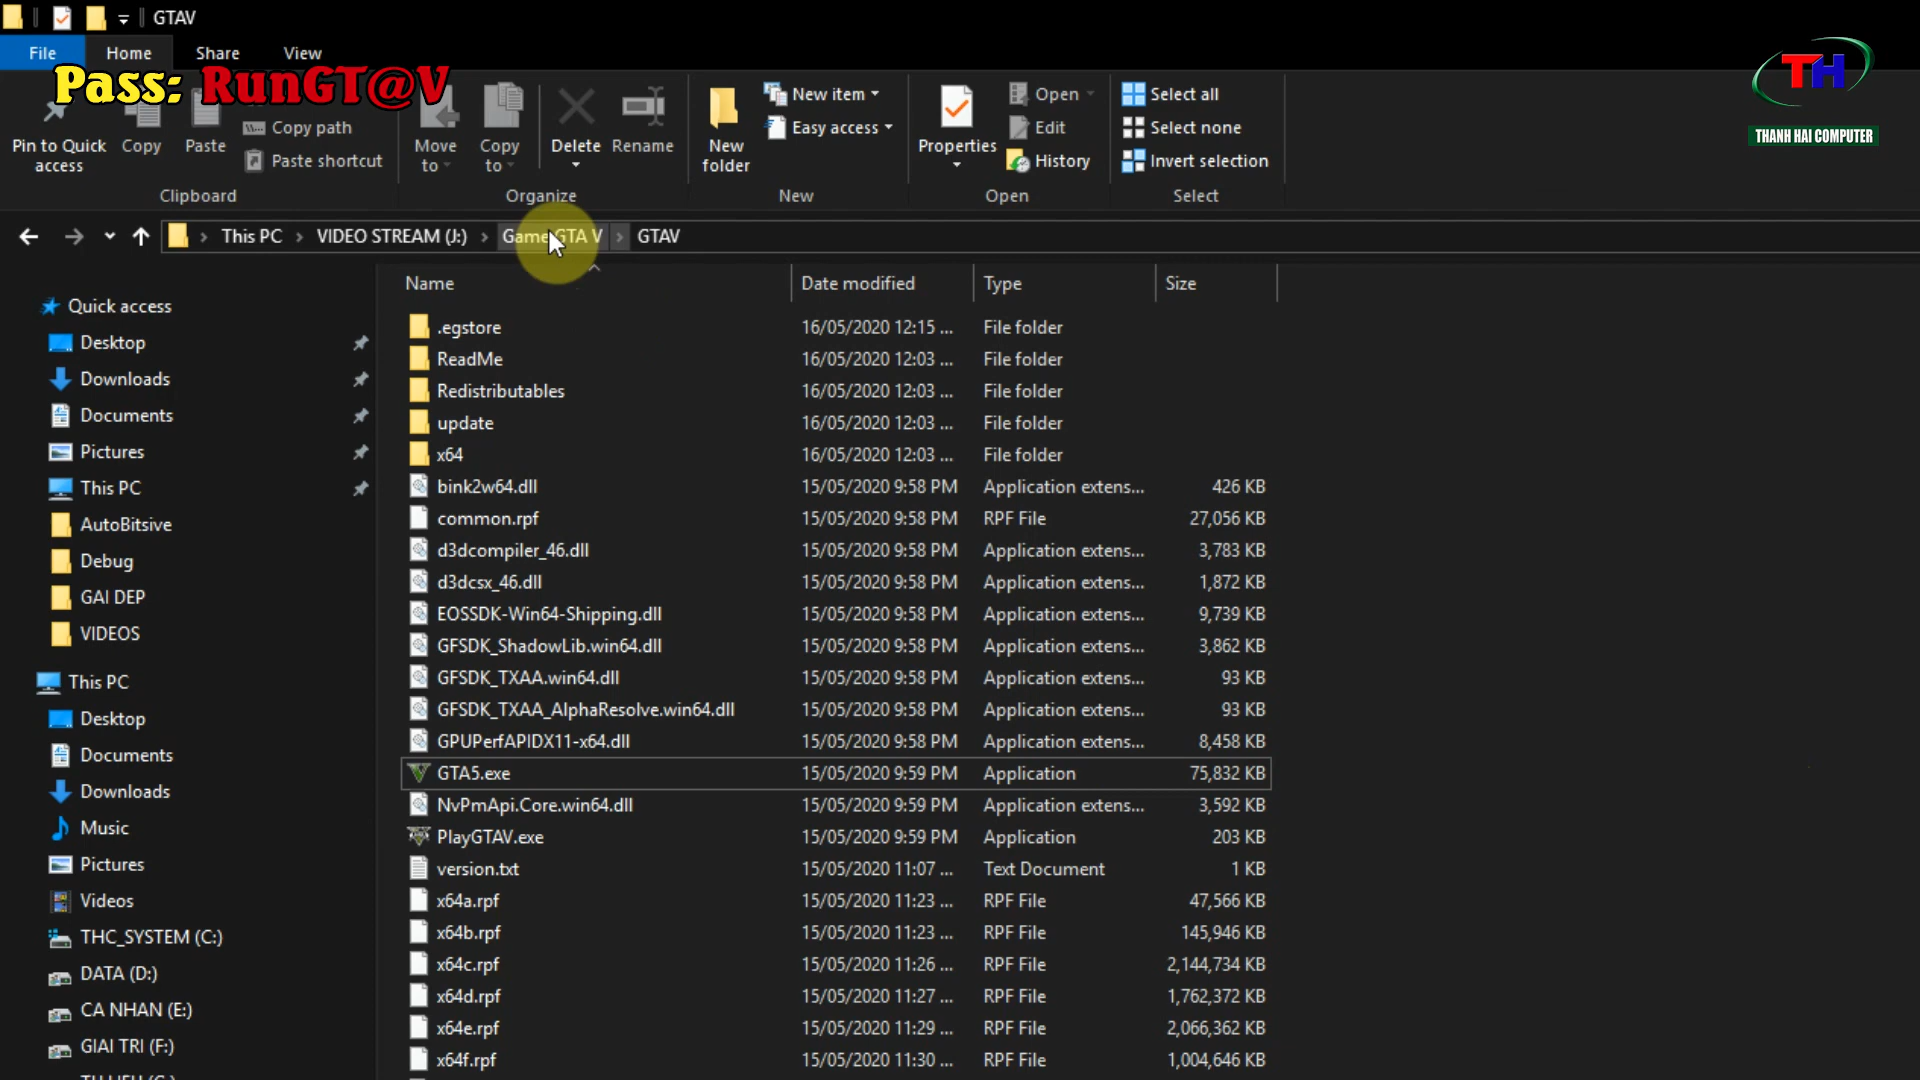 GTAV
File Home Share View
Pass: RunGT@V
TH
THANH HAI COMPUTER
Pin to Quick access
Copy
Paste
Copy path
Paste shortcut
Move to
Copy to
Delete
Rename
New folder
New item
Easy access
Properties
Open
Edit
History
Select all
Select none
Invert selection
Clipboard Organize New Open Select
This PC > VIDEO STREAM (J:) > Game GTA V > GTAV
Name Date modified Type Size
Quick access
Desktop
Downloads
Documents
Pictures
This PC
AutoBitsive
Debug
GAI DEP
VIDEOS
This PC
Desktop
Documents
Downloads
Music
Pictures
Videos
THC_SYSTEM (C:)
DATA (D:)
CA NHAN (E:)
GIAI TRI (F:)
.egstore 16/05/2020 12:15 ... File folder
ReadMe 16/05/2020 12:03 ... File folder
Redistributables 16/05/2020 12:03 ... File folder
update 16/05/2020 12:03 ... File folder
x64 16/05/2020 12:03 ... File folder
bink2w64.dll 15/05/2020 9:58 PM Application extens... 426 KB
common.rpf 15/05/2020 9:58 PM RPF File 27,056 KB
d3dcompiler_46.dll 15/05/2020 9:58 PM Application extens... 3,783 KB
d3dcsx_46.dll 15/05/2020 9:58 PM Application extens... 1,872 KB
EOSSDK-Win64-Shipping.dll 15/05/2020 9:58 PM Application extens... 9,739 KB
GFSDK_ShadowLib.win64.dll 15/05/2020 9:58 PM Application extens... 3,862 KB
GFSDK_TXAA.win64.dll 15/05/2020 9:58 PM Application extens... 93 KB
GFSDK_TXAA_AlphaResolve.win64.dll 15/05/2020 9:58 PM Application extens... 93 KB
GPUPerfAPIDX11-x64.dll 15/05/2020 9:58 PM Application extens... 8,458 KB
GTA5.exe 15/05/2020 9:59 PM Application 75,832 KB
NvPmApi.Core.win64.dll 15/05/2020 9:59 PM Application extens... 3,592 KB
PlayGTAV.exe 15/05/2020 9:59 PM Application 203 KB
version.txt 15/05/2020 11:07 ... Text Document 1 KB
x64a.rpf 15/05/2020 11:23 ... RPF File 47,566 KB
x64b.rpf 15/05/2020 11:23 ... RPF File 145,946 KB
x64c.rpf 15/05/2020 11:26 ... RPF File 2,144,734 KB
x64d.rpf 15/05/2020 11:27 ... RPF File 1,762,372 KB
x64e.rpf 15/05/2020 11:29 ... RPF File 2,066,362 KB
x64f.rpf 15/05/2020 11:30 ... RPF File 1,004,646 KB